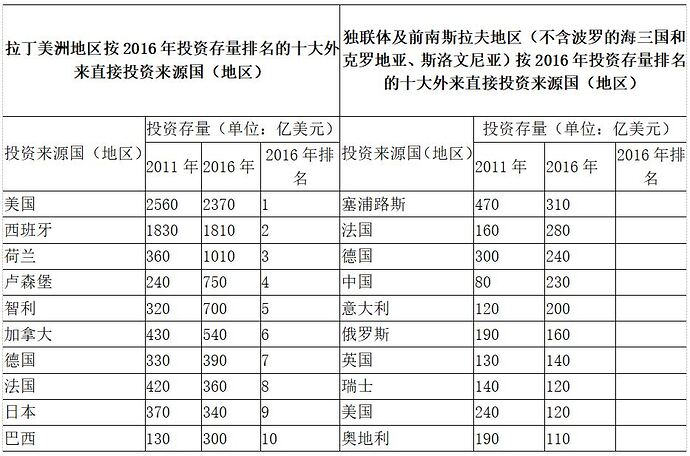 拉丁美洲地区按 2016 年投资存量排名的十大外
来直接投资来源国（地区）
独联体及前南斯拉夫地区（不含波罗的海三国和
克罗地亚、斯洛文尼亚）按 2016 年投资存量排名
的十大外来直接投资来源国（地区）
投资来源国（地区） 投资存量（单位：亿美元） 投资来源国（地区） 投资存量（单位：亿美元）
2011 年 2016 年 2016 年排 2011 年 2016 年 2016 年排
名 名
美国 2560 2370 1 塞浦路斯 470 310
西班牙 1830 1810 2 法国 160 280
荷兰 360 1010 3 德国 300 240
卢森堡 240 750 4 中国 80 230
智利 320 700 5 意大利 120 200
加拿大 430 540 6 俄罗斯 190 160
德国 330 390 7 英国 130 140
法国 420 360 8 瑞士 140 120
日本 370 340 9 美国 240 120
巴西 130 300 10 奥地利 190 110